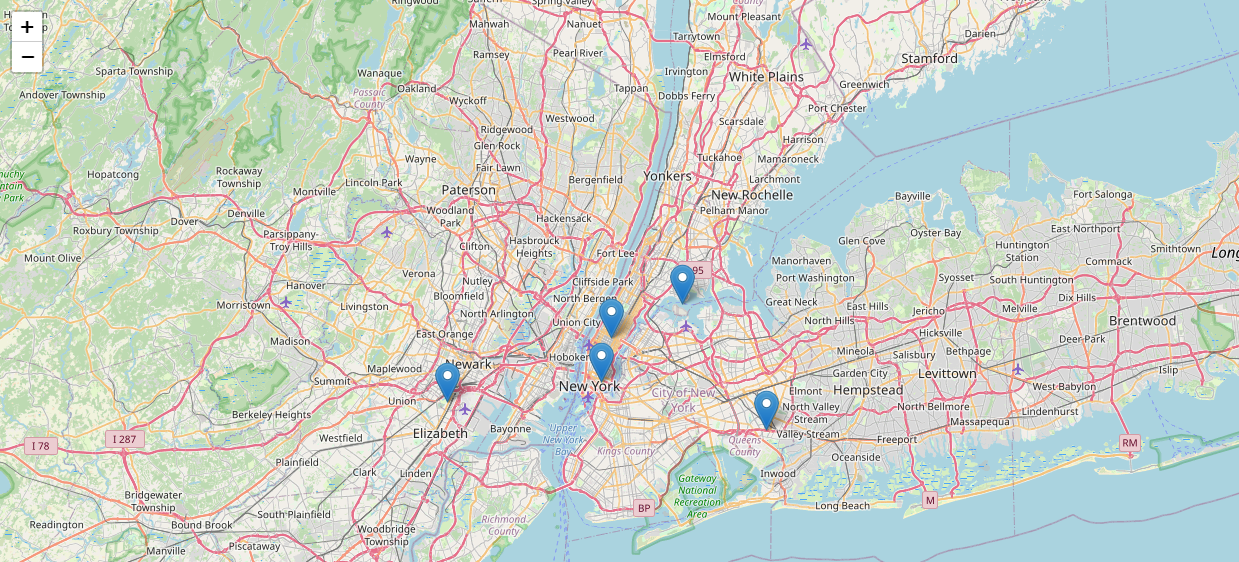 +
−
Ringwood
Spring Valley
Mahwah
Nanuet
Mount Pleasant
County
Tarrytown
Darien
Sparta Township
Ramsey
Pearl River
Elmsford
Stamford
Wanaque
Irvington
White Plains
Andover Township
Oakland
Tappan
Dobbs Ferry
Greenwich
Passaic
County
Wyckoff
Port Chester
Westwood
Scarsdale
Ridgewood
Harrison
Glen Rock
Wayne
Fair Lawn
Tuckahoe
Mamaroneck
Hopatcong
Rockaway
Township
Lincoln Park
Bergenfield
Yonkers
Larchmont
Montville
Paterson
New Rochelle
Bayville
Fort Salonga
Denville
Dover
Woodland
Park
Hackensack
Pelham Manor
Roxbury Township
Parsippany-
Troy Hills
Hasbrouck
Heights
Oyster Bay
East Northport
Glen Cove
Huntington
Station
Smithtown
Mount Olive
Clifton
Fort Lee
Manorhaven
Commack
Long
Verona
Nutley
Cliffside Park
95
Port Washington
Syosset
South Huntington
Hanover
Bloomfield
North Bergen
Great Neck
Dix Hills
Morristown
Livingston
North Arlington
East Hills
Jericho
Melville
Union City
North Hills
Brentwood
East Orange
Hicksville
Madison
Deer Park
Mineola
Salisbury
Bethpage
Hoboken
Newark
Maplewood
Garden City
Levittown
Islip
Summit
New York
City of New
York
Elmont
Hempstead
West Babylon
Union
North Valley
Stream
North Bellmore
Lindenhurst
Berkeley Heights
Massapequa
Elizabeth
Bayonne
Upper
New York
Bay
Valley Stream
Freeport
I 78
I 287
Westfield
Kings County
Queens
County
RM
Plainfield
Oceanside
Clark
Linden
Inwood
Gateway
National
Recreation
Area
Bridgewater
Township
M
BP
Long Beach
South Plainfield
Readington
Bound Brook
Richmond
County
Woodbridge
Township
Piscataway
Manville